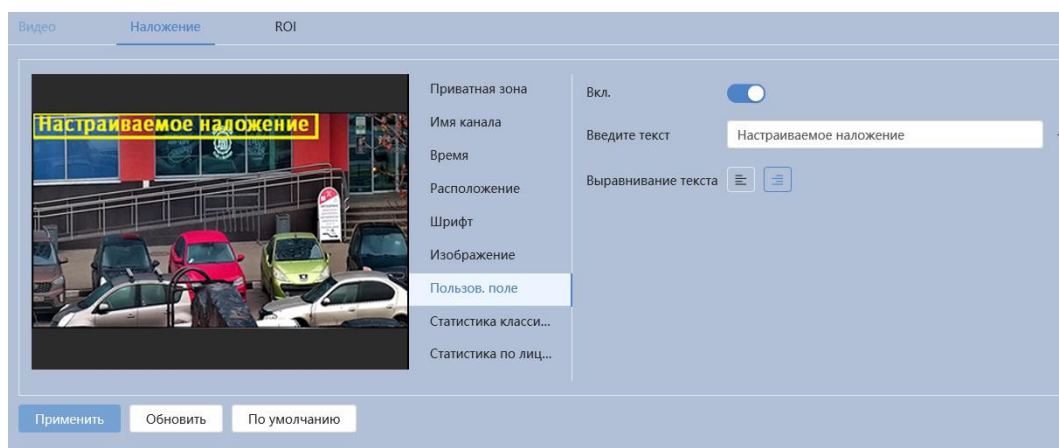 Видео Наложение ROI
Настраиваемое наложение
Приватная зона
Имя канала
Время
Расположение
Шрифт
Изображение
Пользов. поле
Статистика класси...
Статистика по лиц...
Вкл.
Введите текст Настраиваемое наложение
Выравнивание текста
Применить Обновить По умолчанию